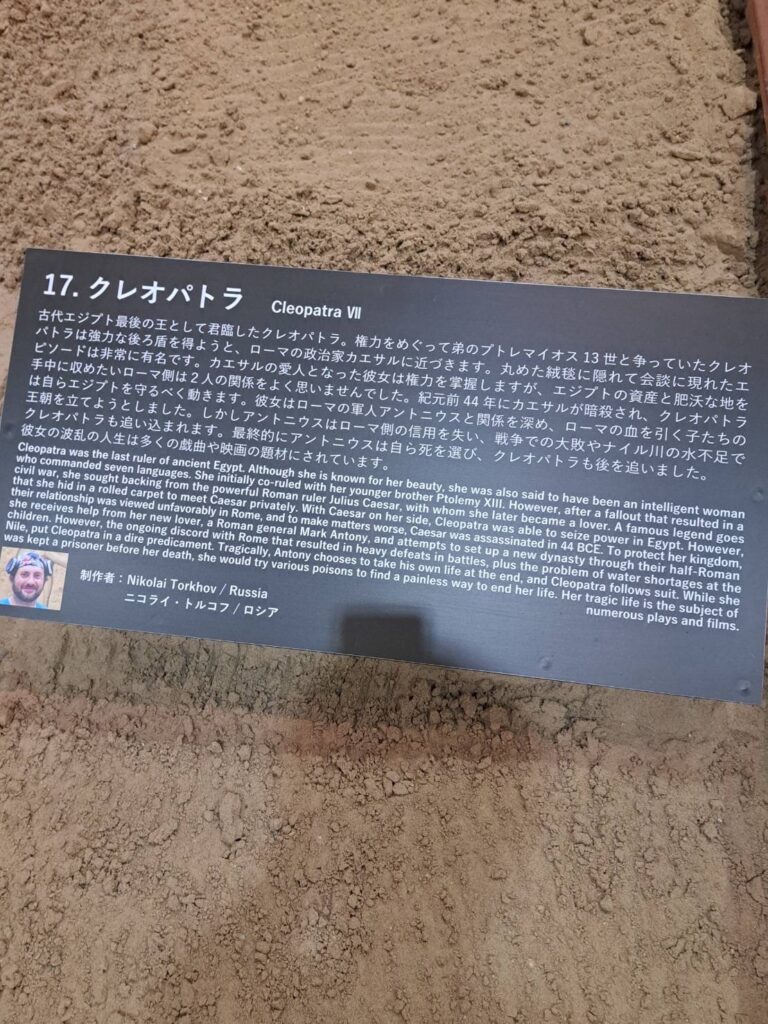 17. クレオパトラ Cleopatra Ⅶ
古代エジプト最後の王として君臨したクレオパトラ。権力をめぐって弟のプトレマイオス 13 世と争っていたクレオ
パトラは強力な後ろ盾を得ようと、ローマの政治家カエサルに近づきます。丸めた絨毯に隠れて会談に現れたエ
ピソードは非常に有名です。カエサルの愛人となった彼女は権力を掌握しますが、エジプトの資産と肥沃な地を
手中に収めたいローマ側は 2 人の関係をよく思いませんでした。紀元前 44 年にカエサルが暗殺され、クレオパトラ
は自らエジプトを守るべく動きます。彼女はローマの軍人アントニウスと関係を深め、ローマの血を引く子たちの
王朝を立てようとしました。しかしアントニウスはローマ側の信用を失い、戦争での大敗やナイル川の水不足で
クレオパトラも追い込まれます。最終的にアントニウスは自ら死を選び、クレオパトラも後を追いました。
彼女の波乱の人生は多くの戯曲や映画の題材にされています。
Cleopatra was the last ruler of ancient Egypt. Although she is known for her beauty, she was also said to have been an intelligent woman
who commanded seven languages. She initially co-ruled with her younger brother Ptolemy XIII. However, after a fallout that resulted in a
civil war, she sought backing from the powerful Roman ruler Julius Caesar, with whom she later became a lover. A famous legend goes
that she hid in a rolled carpet to meet Caesar privately. With Caesar on her side, Cleopatra was able to seize power in Egypt. However,
their relationship was viewed unfavorably in Rome, and to make matters worse, Caesar was assassinated in 44 BCE. To protect her kingdom,
she receives help from her new lover, a Roman general Mark Antony, and attempts to set up a new dynasty through their half-Roman
children. However, the ongoing discord with Rome that resulted in heavy defeats in battles, plus the problem of water shortages at the
Nile, put Cleopatra in a dire predicament. Tragically, Antony chooses to take his own life at the end, and Cleopatra follows suit. While she
was kept a prisoner before her death, she would try various poisons to find a painless way to end her life. Her tragic life is the subject of
numerous plays and films.
制作者：Nikolai Torkhov / Russia
ニコライ・トルコフ / ロシア